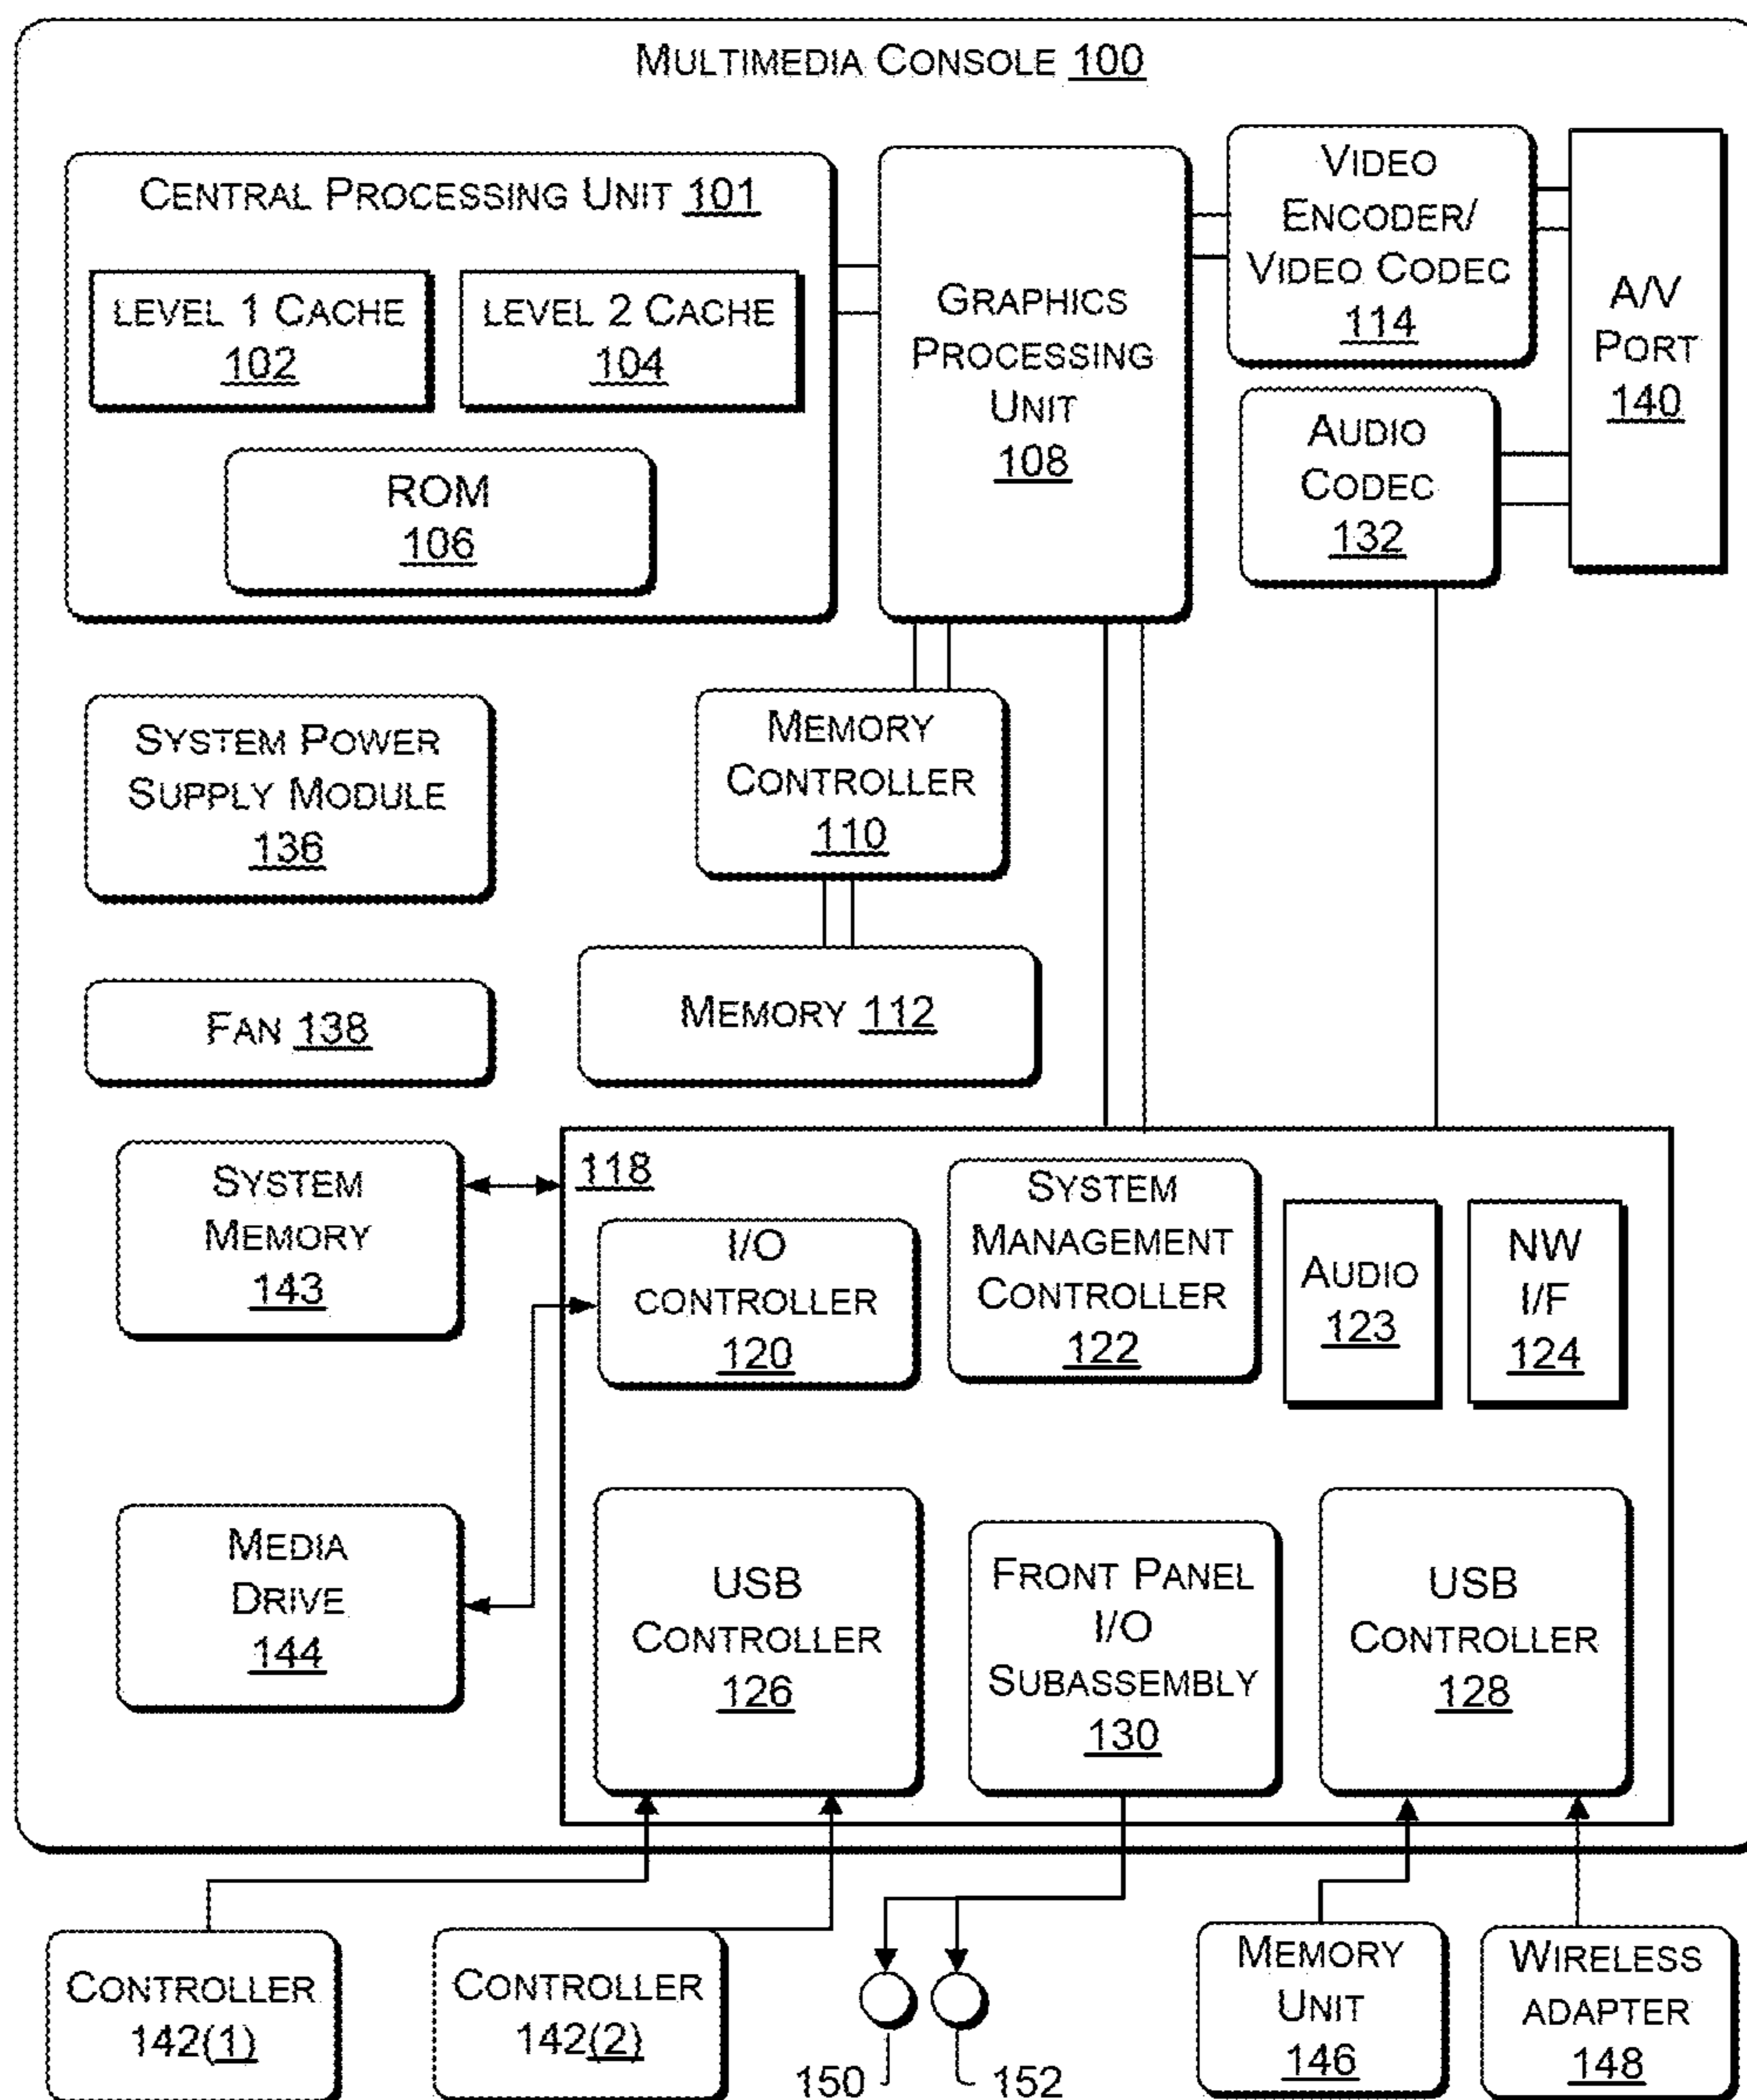 MULTIMEDIA CONSOLE 100
CENTRAL PROCESSING UNIT 101
LEVEL 1 CACHE
102
LEVEL 2 CACHE
104
ROM
106
GRAPHICS
PROCESSING
UNIT
108
VIDEO
ENCODER/
VIDEO CODEC
114
A/V
PORT
140
AUDIO
CODEC
132
SYSTEM POWER
SUPPLY MODULE
136
MEMORY
CONTROLLER
110
FAN 138
MEMORY 112
SYSTEM
MEMORY
143
118
I/O
CONTROLLER
120
SYSTEM
MANAGEMENT
CONTROLLER
122
AUDIO
123
NW
I/F
124
MEDIA
DRIVE
144
USB
CONTROLLER
126
FRONT PANEL
I/O
SUBASSEMBLY
130
USB
CONTROLLER
128
CONTROLLER
142(1)
CONTROLLER
142(2)
150
152
MEMORY
UNIT
146
WIRELESS
ADAPTER
148